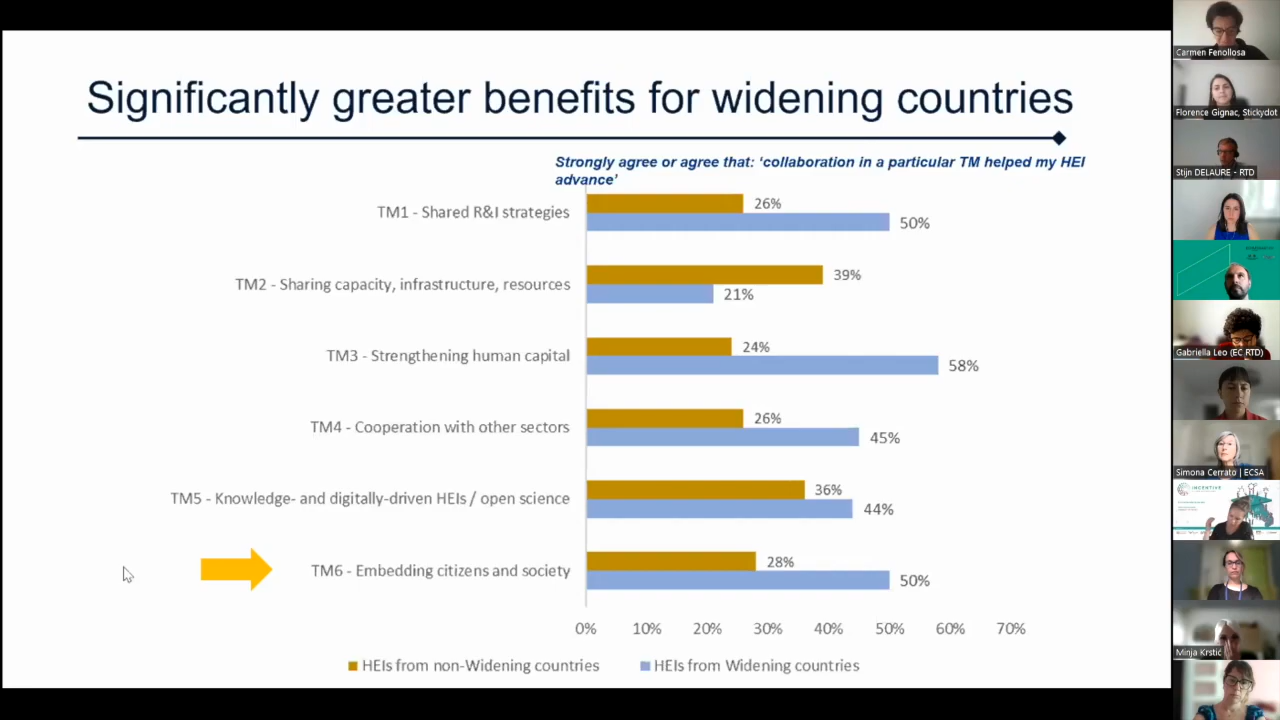 Significantly greater benefits for widening countries
Strongly agree or agree that: ‘collaboration in a particular TM helped my HEI
advance’
TM1 - Shared R&I strategies
26%
50%
TM2 - Sharing capacity, infrastructure, resources
39%
21%
TM3 - Strengthening human capital
24%
58%
TM4 - Cooperation with other sectors
26%
45%
TM5 - Knowledge- and digitally-driven HEIs / open science
36%
44%
TM6 - Embedding citizens and society
28%
50%
0% 10% 20% 30% 40% 50% 60% 70%
HEIs from non-Widening countries HEIs from Widening countries
Carmen Fenollosa
Florence Gignac, Stickydot
Stijn DELAURE - RTD
Gabriella Leo (EC RTD)
Simona Cerrato | ECSA
INCENTIVE
Minja Krstić